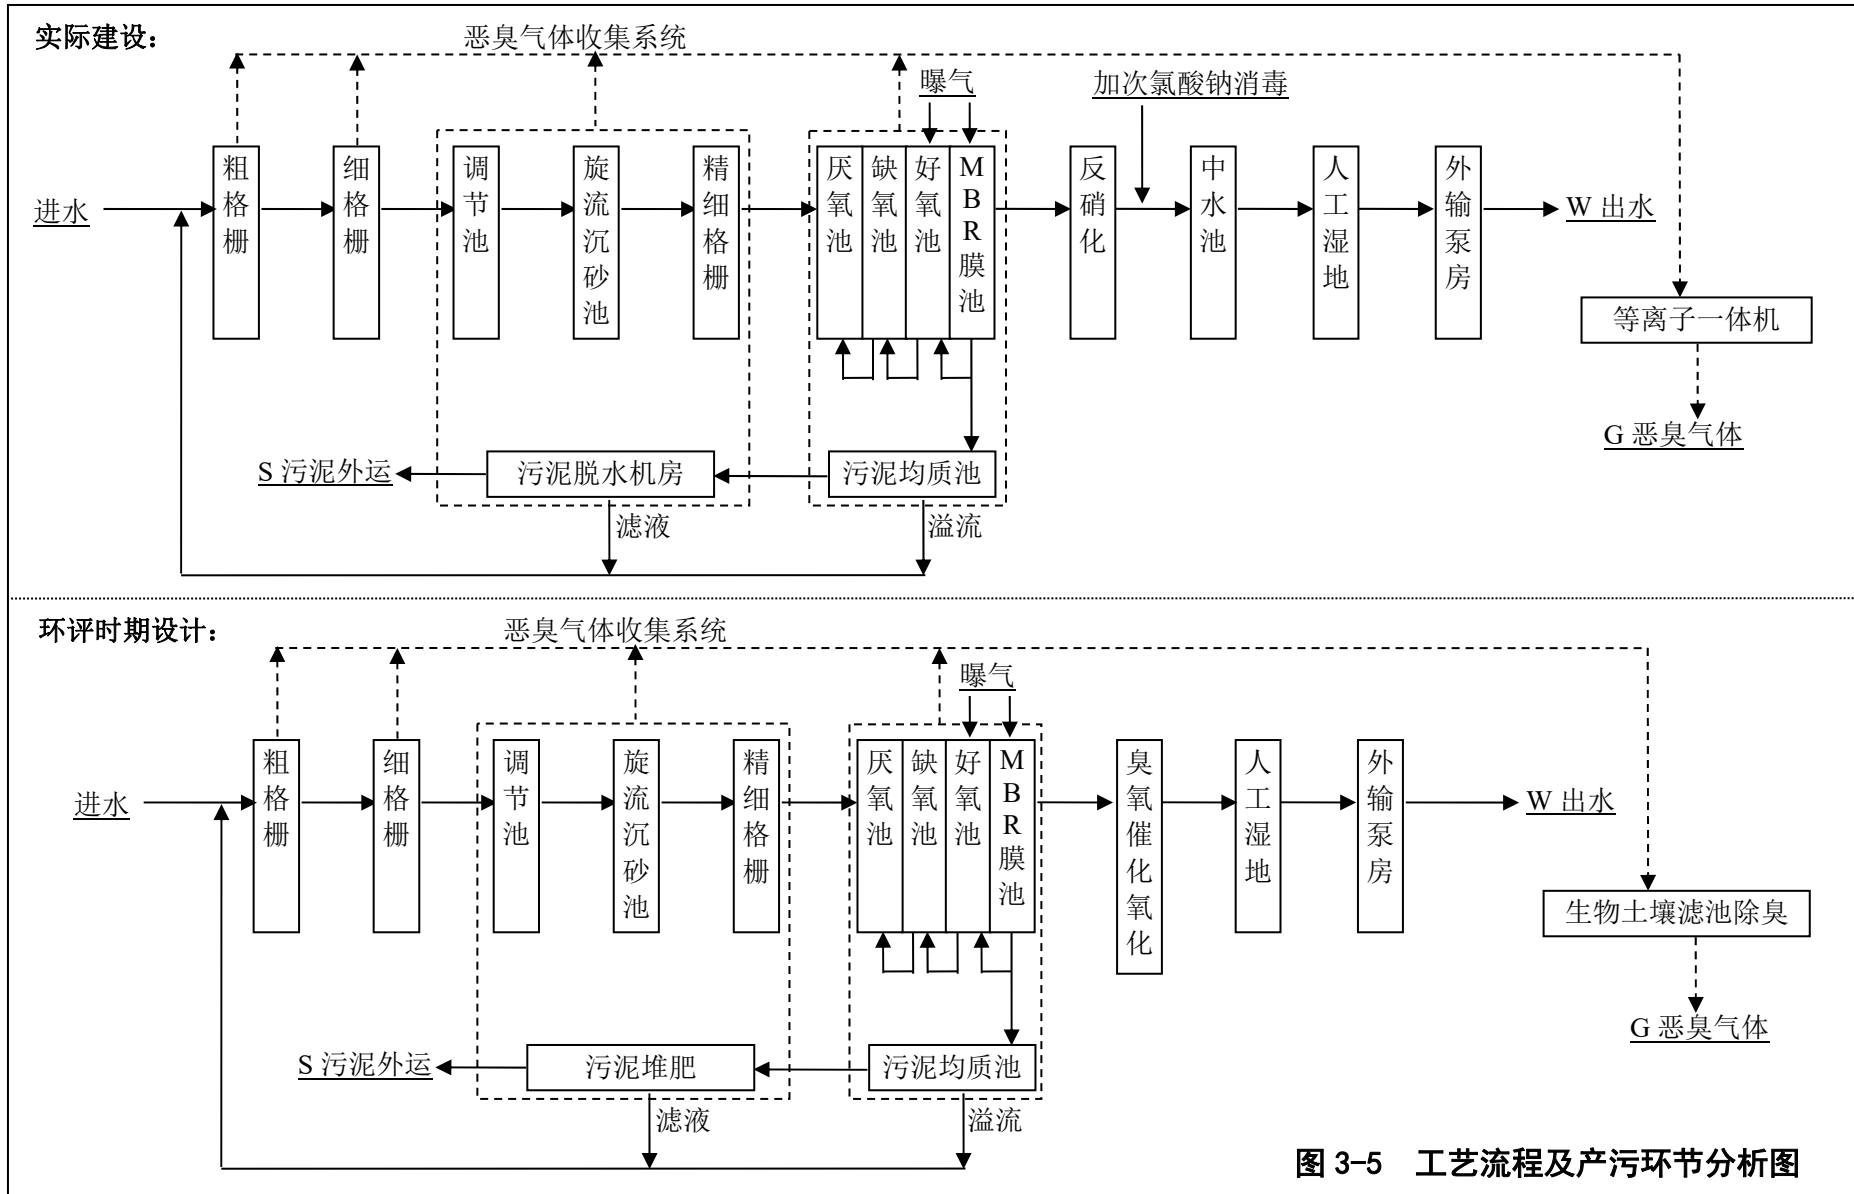 实际建设：
恶臭气体收集系统
曝气
加次氯酸钠消毒
进水
粗格栅
细格栅
调节池
旋流沉砂池
精细格栅
厌氧池
缺氧池
好氧池
MBR膜池
反硝化
中水池
人工湿地
外输泵房
W 出水
等离子一体机
G 恶臭气体
S 污泥外运
污泥脱水机房
污泥均质池
滤液
溢流
环评时期设计：
恶臭气体收集系统
曝气
进水
粗格栅
细格栅
调节池
旋流沉砂池
精细格栅
厌氧池
缺氧池
好氧池
MBR膜池
臭氧催化氧化
人工湿地
外输泵房
W 出水
生物土壤滤池除臭
G 恶臭气体
S 污泥外运
污泥堆肥
污泥均质池
滤液
溢流
图 3-5 工艺流程及产污环节分析图